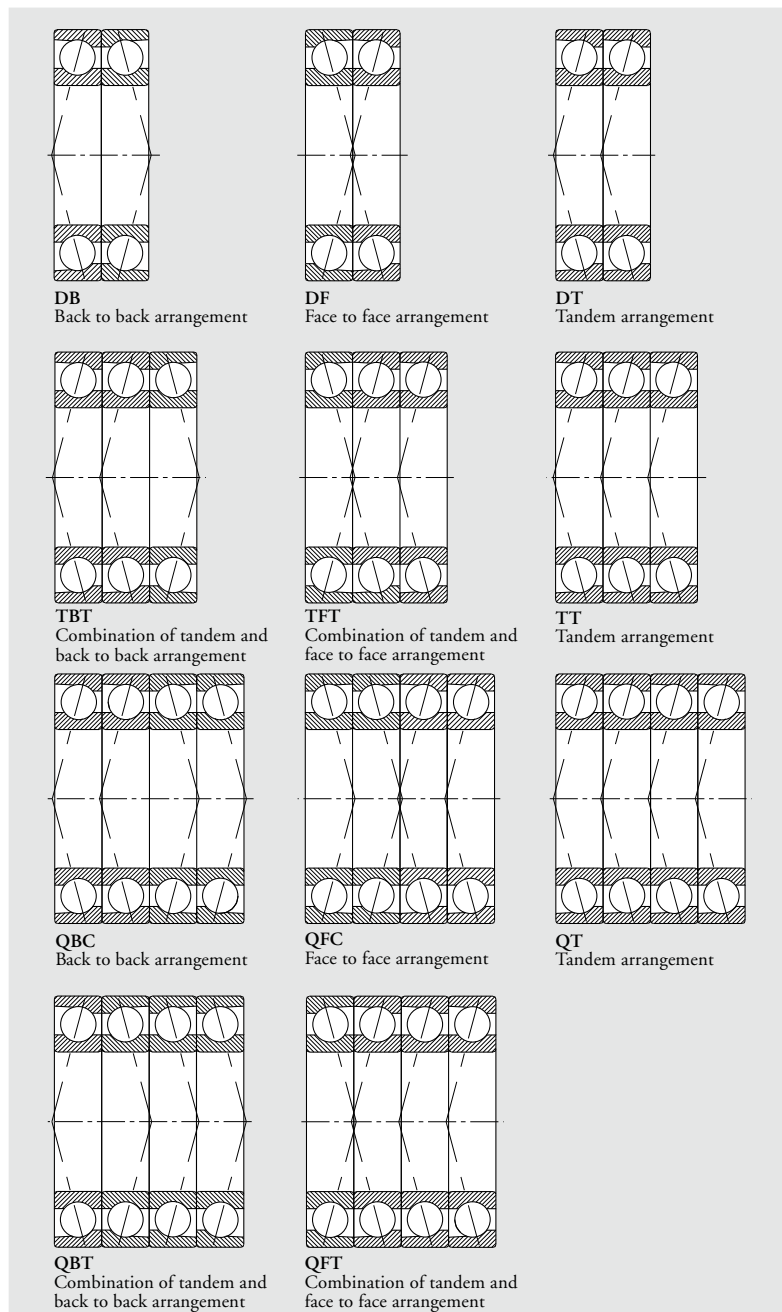 DB
Back to back arrangement
DF
Face to face arrangement
DT
Tandem arrangement
TBT
Combination of tandem and
back to back arrangement
TFT
Combination of tandem and
face to face arrangement
TT
Tandem arrangement
QBC
Back to back arrangement
QFC
Face to face arrangement
QT
Tandem arrangement
QBT
Combination of tandem and
back to back arrangement
QFT
Combination of tandem and
face to face arrangement